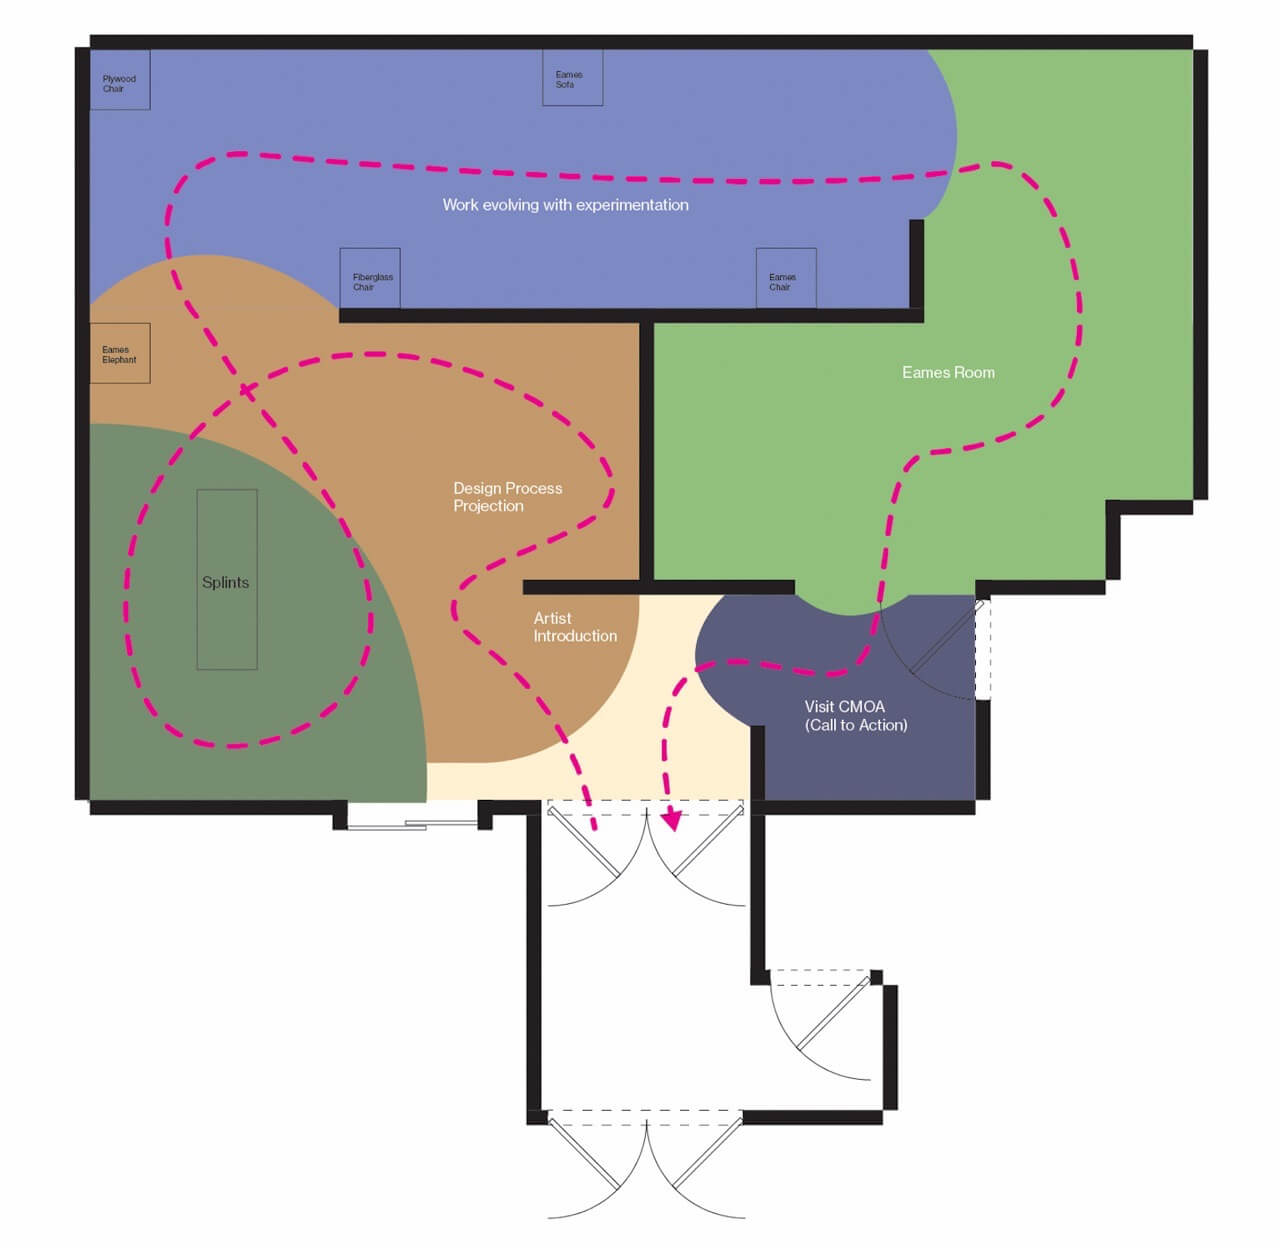 Plywood
Chair
Eames
Sofa
Work evolving with experimentation
Fiberglass
Chair
Eames
Chair
Eames
Elephant
Eames Room
Design Process
Projection
Splints
Artist
Introduction
Visit CMOA
(Call to Action)